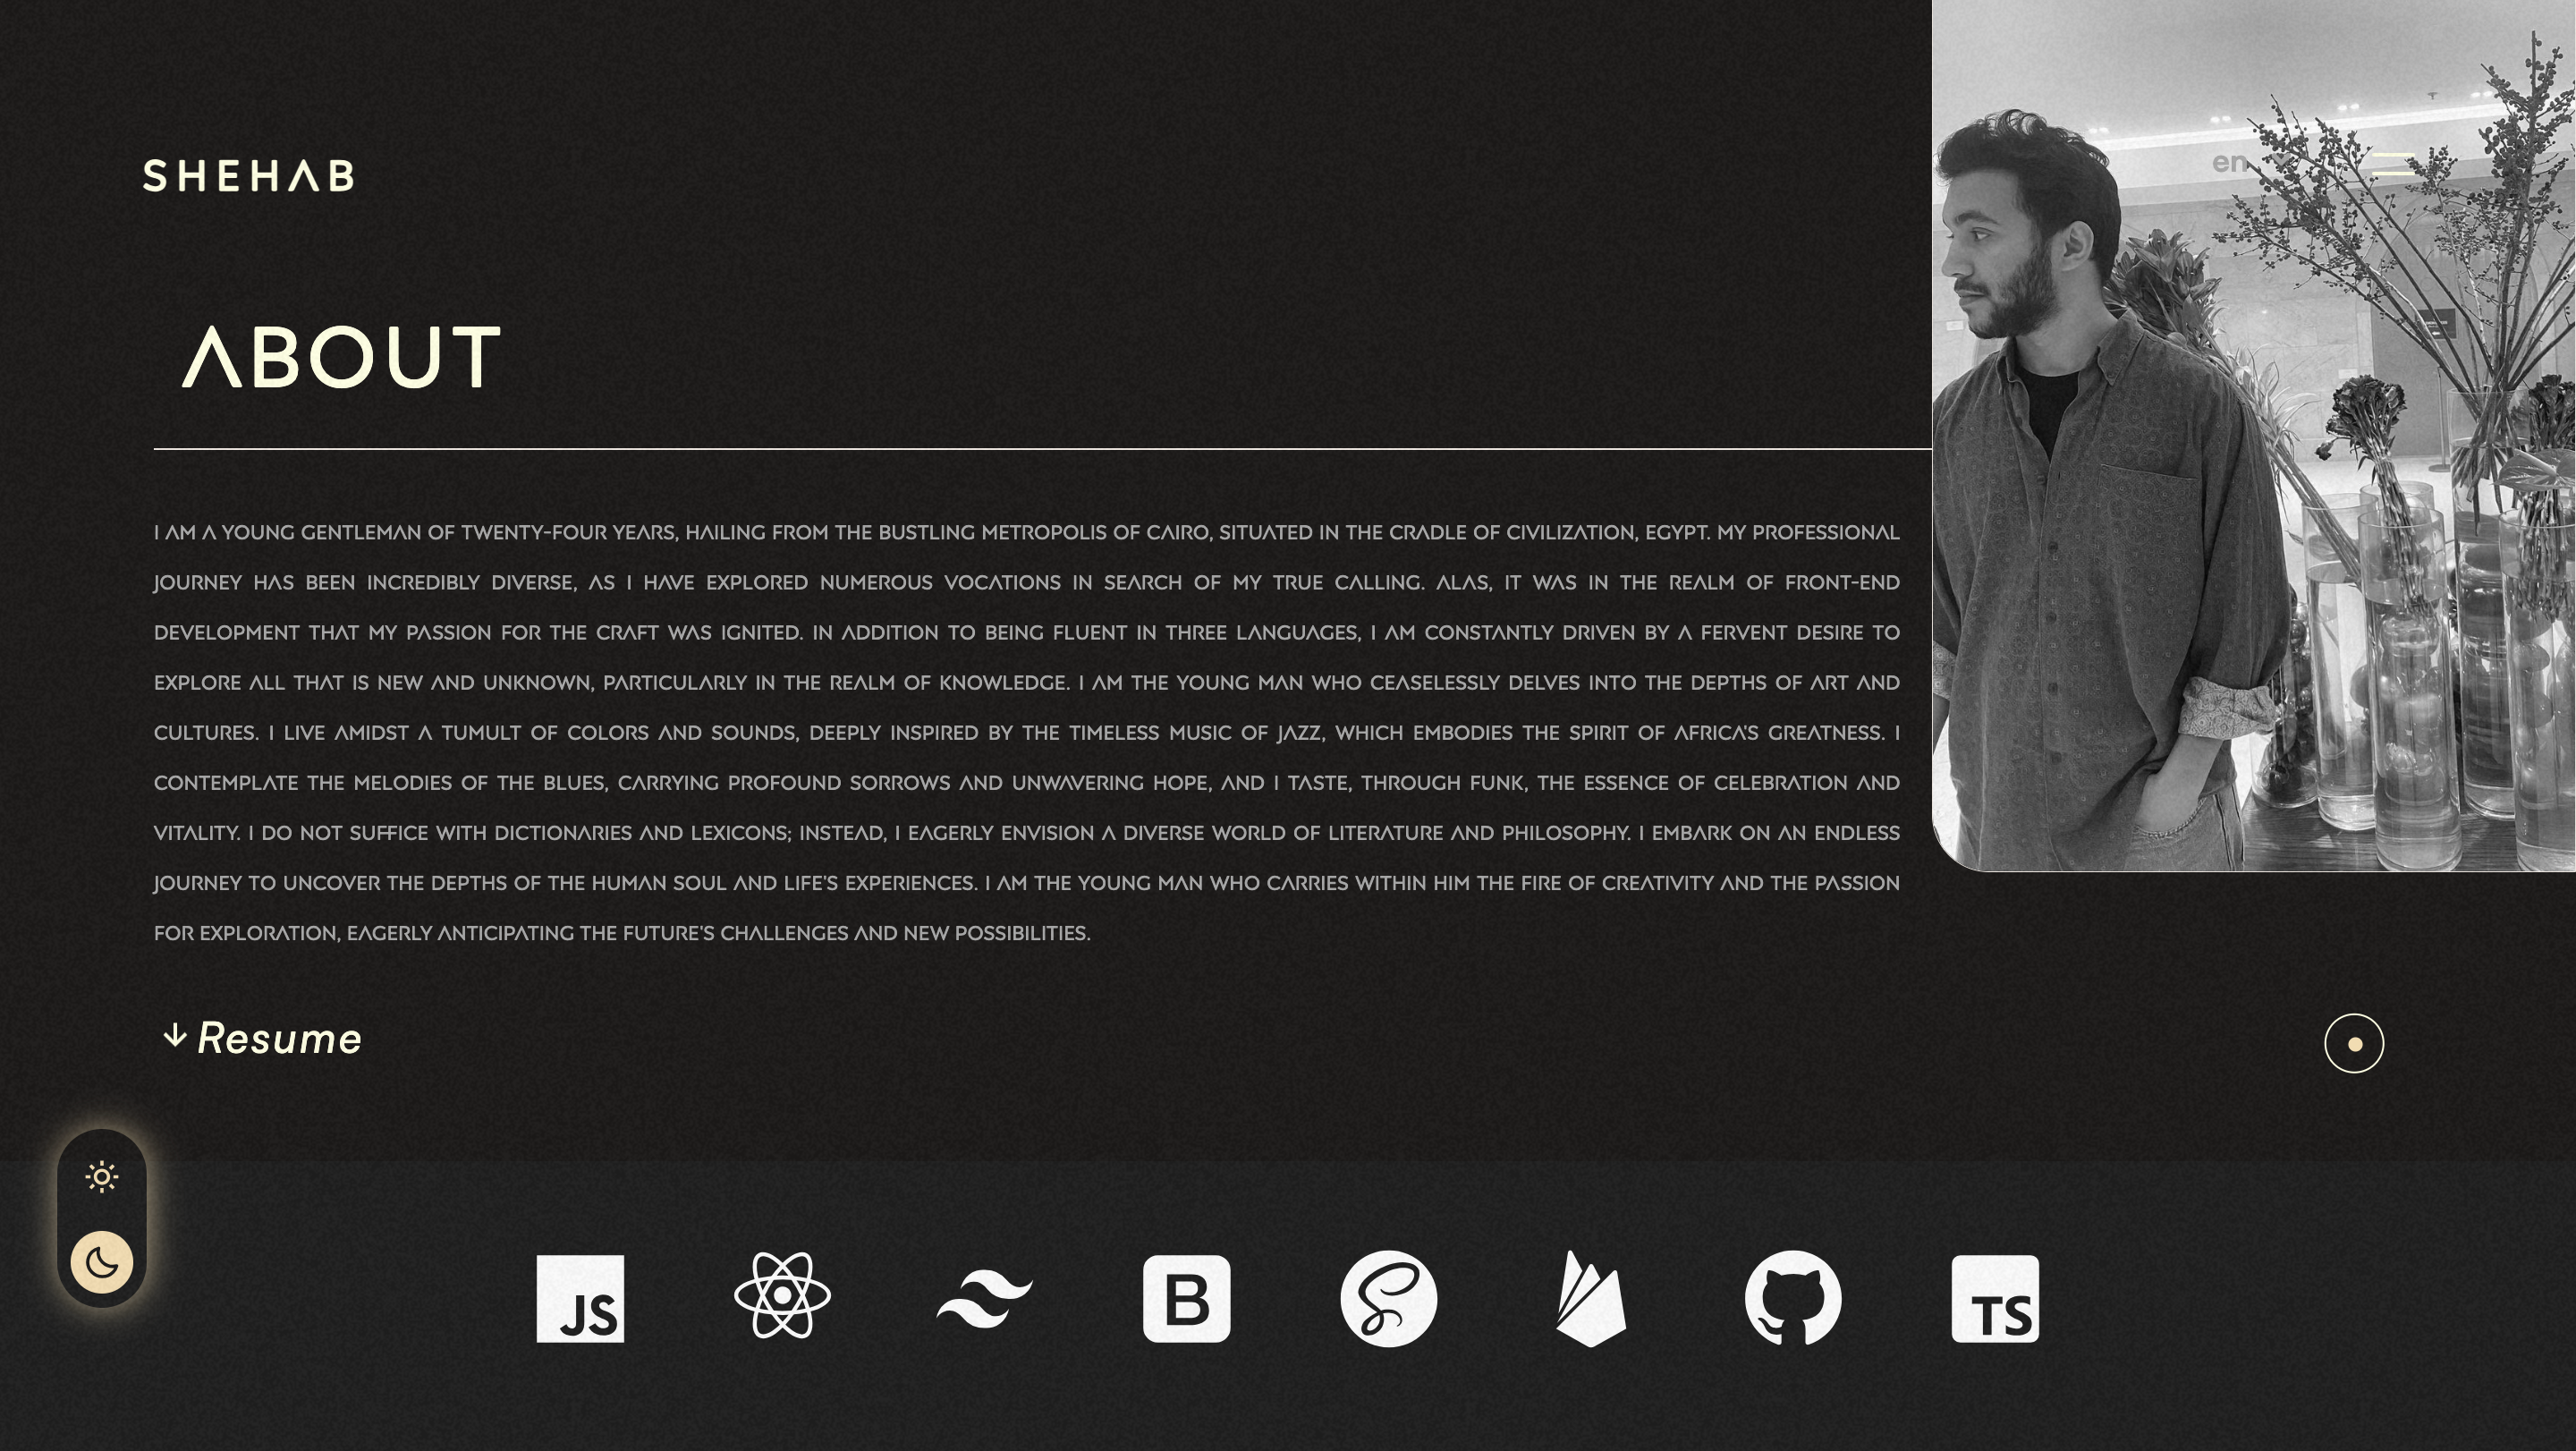 SHEHAB
en
ABOUT
I AM A YOUNG GENTLEMAN OF TWENTY-FOUR YEARS, HAILING FROM THE BUSTLING METROPOLIS OF CAIRO, SITUATED IN THE CRADLE OF CIVILIZATION, EGYPT. MY PROFESSIONAL
JOURNEY HAS BEEN INCREDIBLY DIVERSE, AS I HAVE EXPLORED NUMEROUS VOCATIONS IN SEARCH OF MY TRUE CALLING. ALAS, IT WAS IN THE REALM OF FRONT-END
DEVELOPMENT THAT MY PASSION FOR THE CRAFT WAS IGNITED. IN ADDITION TO BEING FLUENT IN THREE LANGUAGES, I AM CONSTANTLY DRIVEN BY A FERVENT DESIRE TO
EXPLORE ALL THAT IS NEW AND UNKNOWN, PARTICULARLY IN THE REALM OF KNOWLEDGE. I AM THE YOUNG MAN WHO CEASELESSLY DELVES INTO THE DEPTHS OF ART AND
CULTURES. I LIVE AMIDST A TUMULT OF COLORS AND SOUNDS, DEEPLY INSPIRED BY THE TIMELESS MUSIC OF JAZZ, WHICH EMBODIES THE SPIRIT OF AFRICA'S GREATNESS. I
CONTEMPLATE THE MELODIES OF THE BLUES, CARRYING PROFOUND SORROWS AND UNWAVERING HOPE, AND I TASTE, THROUGH FUNK, THE ESSENCE OF CELEBRATION AND
VITALITY. I DO NOT SUFFICE WITH DICTIONARIES AND LEXICONS; INSTEAD, I EAGERLY ENVISION A DIVERSE WORLD OF LITERATURE AND PHILOSOPHY. I EMBARK ON AN ENDLESS
JOURNEY TO UNCOVER THE DEPTHS OF THE HUMAN SOUL AND LIFE'S EXPERIENCES. I AM THE YOUNG MAN WHO CARRIES WITHIN HIM THE FIRE OF CREATIVITY AND THE PASSION
FOR EXPLORATION, EAGERLY ANTICIPATING THE FUTURE'S CHALLENGES AND NEW POSSIBILITIES.
Resume
JS
B
TS